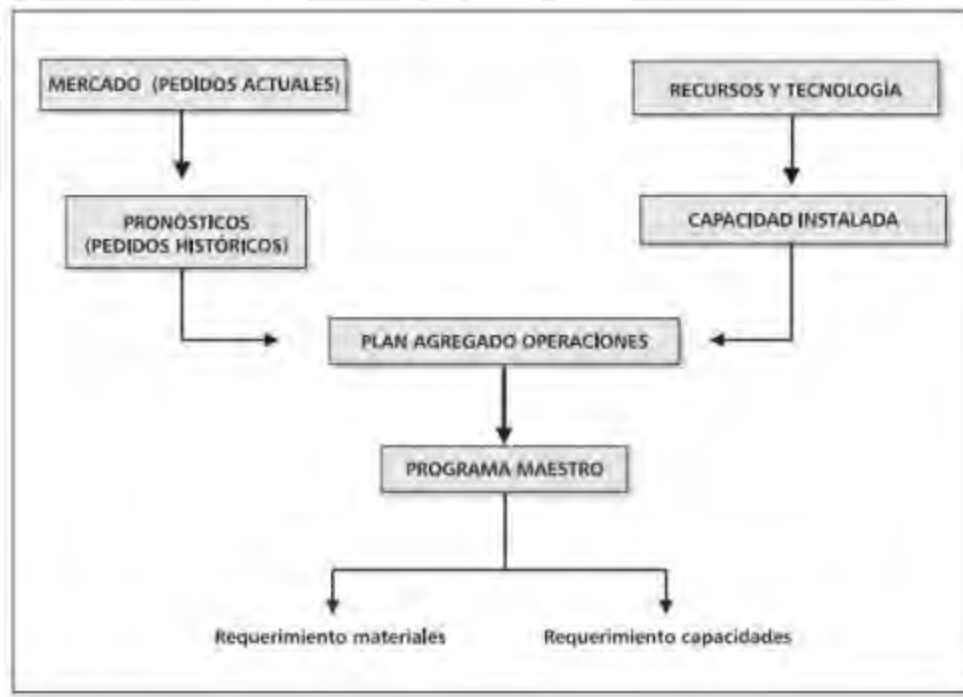 MERCADO (PEDIDOS ACTUALES)
RECURSOS Y TECNOLOGÍA
PRONÓSTICOS
(PEDIDOS HISTÓRICOS)
CAPACIDAD INSTALADA
PLAN AGREGADO OPERACIONES
PROGRAMA MAESTRO
Requerimiento materiales
Requerimiento capacidades